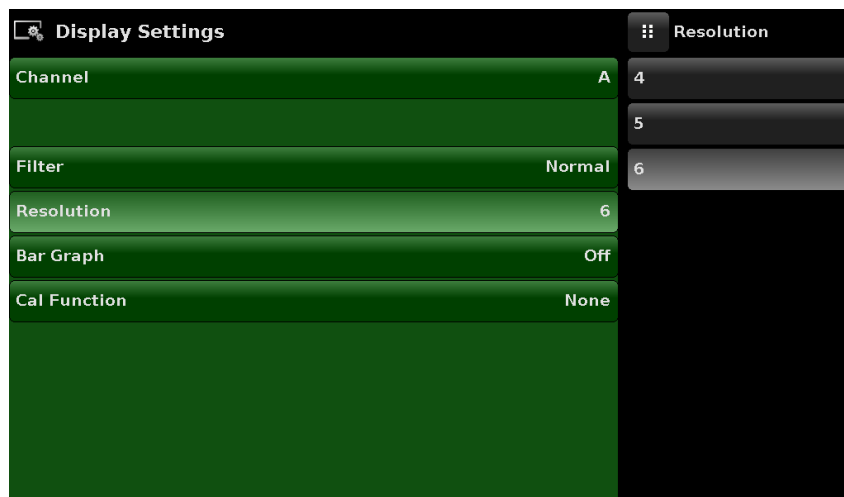 Display Settings
Channel A
Filter Normal
Resolution 6
Bar Graph Off
Cal Function None
Resolution
4
5
6